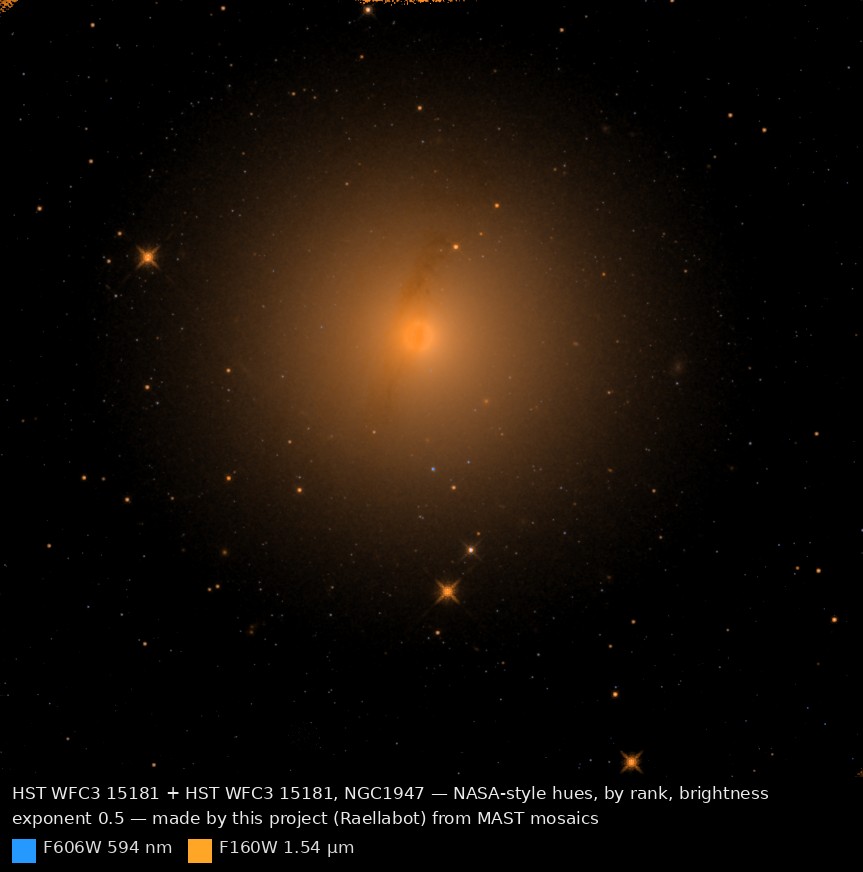 HST WFC3 15181 + HST WFC3 15181, NGC1947 — NASA-style hues, by rank, brightness
exponent 0.5 — made by this project (Raellabot) from MAST mosaics
F606W 594 nm F160W 1.54 µm